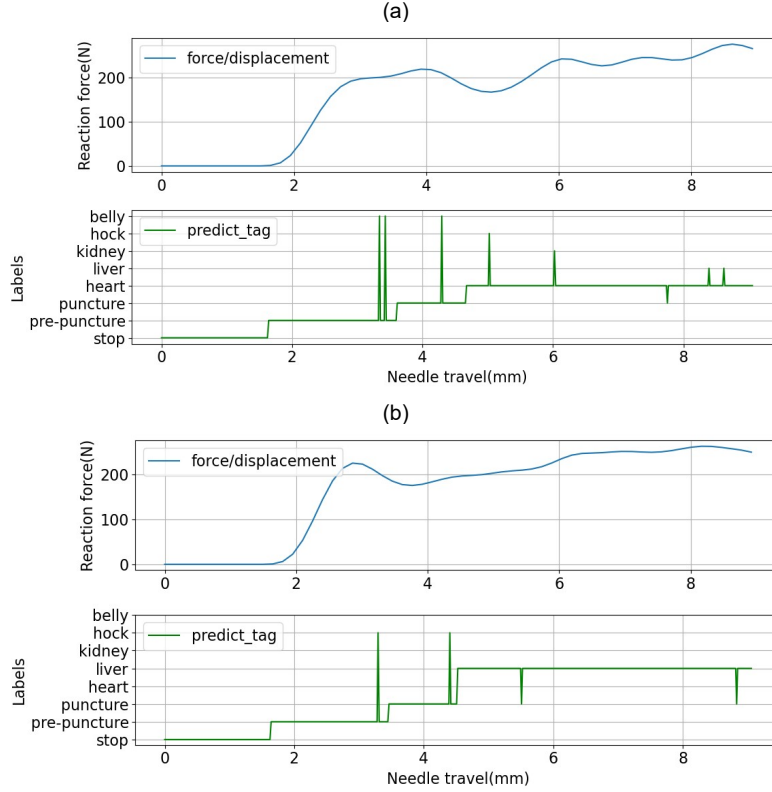 (a)
force/displacement
Reaction force(N)
200
100
0
0 2 4 6 8
predict_tag
Labels
belly
hock
kidney
liver
heart
puncture
pre-puncture
stop
0 2 4 6 8
Needle travel(mm)
(b)
force/displacement
Reaction force(N)
200
100
0
0 2 4 6 8
predict_tag
Labels
belly
hock
kidney
liver
heart
puncture
pre-puncture
stop
0 2 4 6 8
Needle travel(mm)